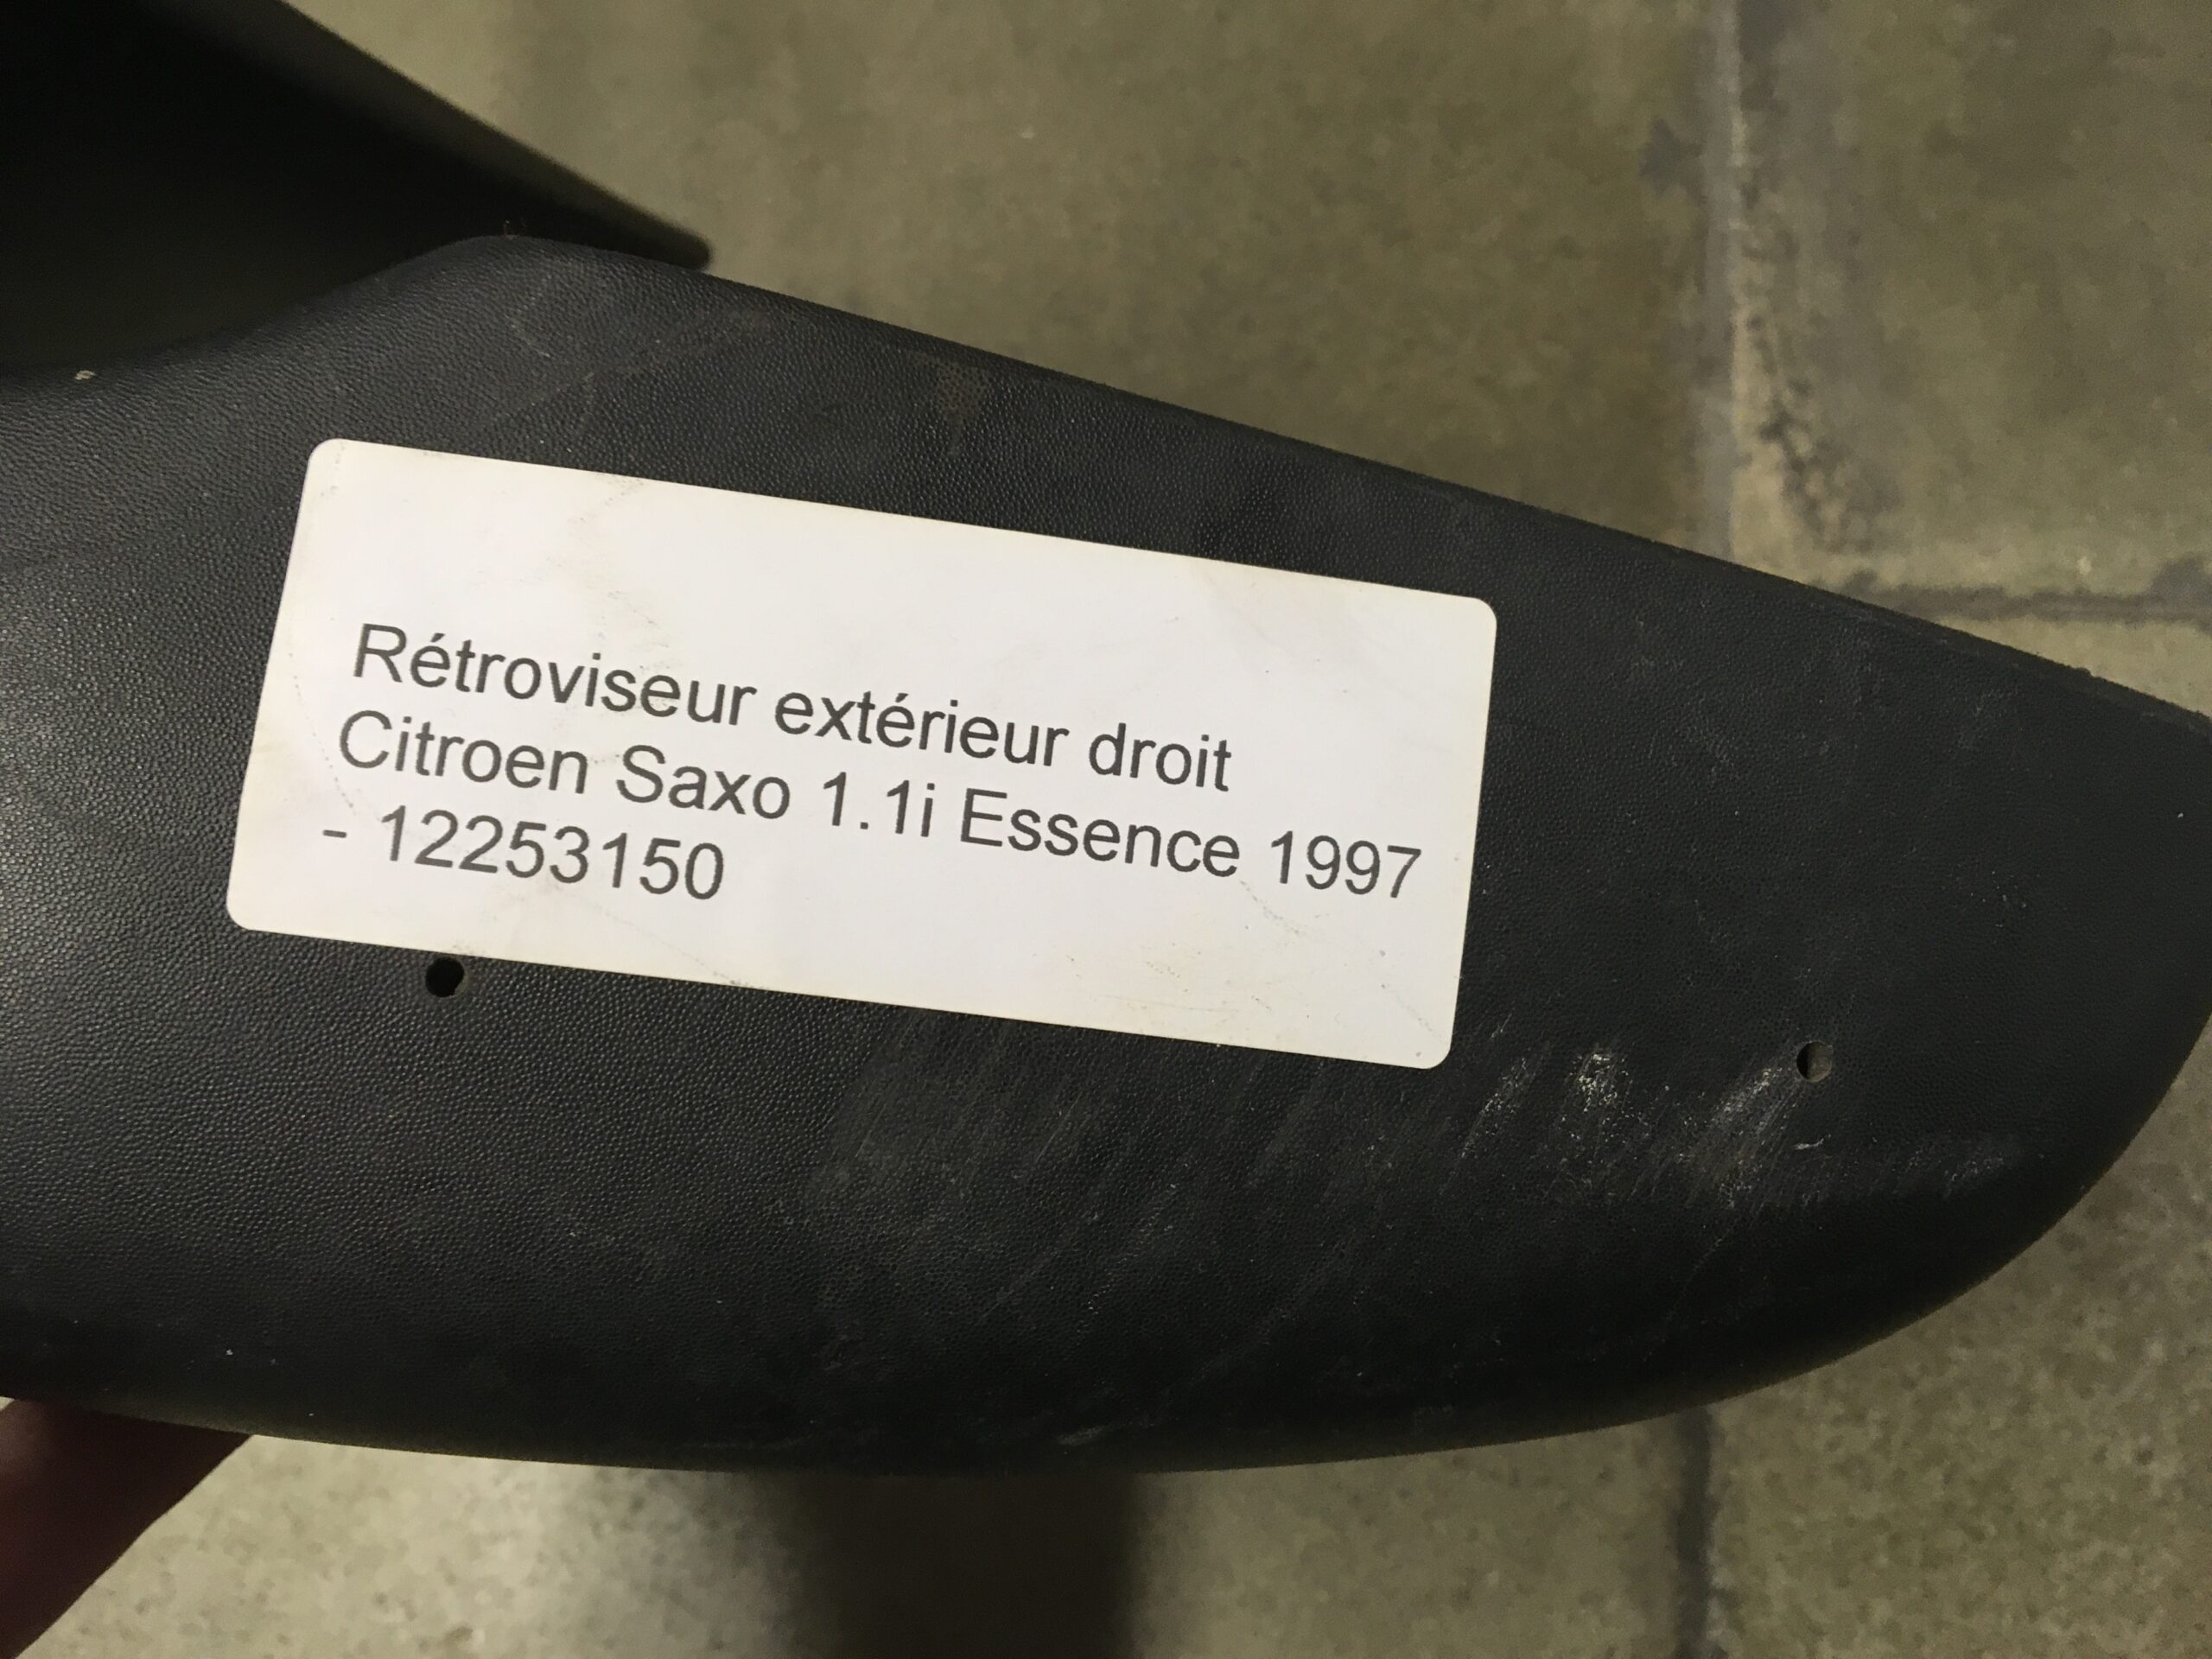 Rétroviseur extérieur droit
Citroen Saxo 1.1i Essence 1997
- 12253150